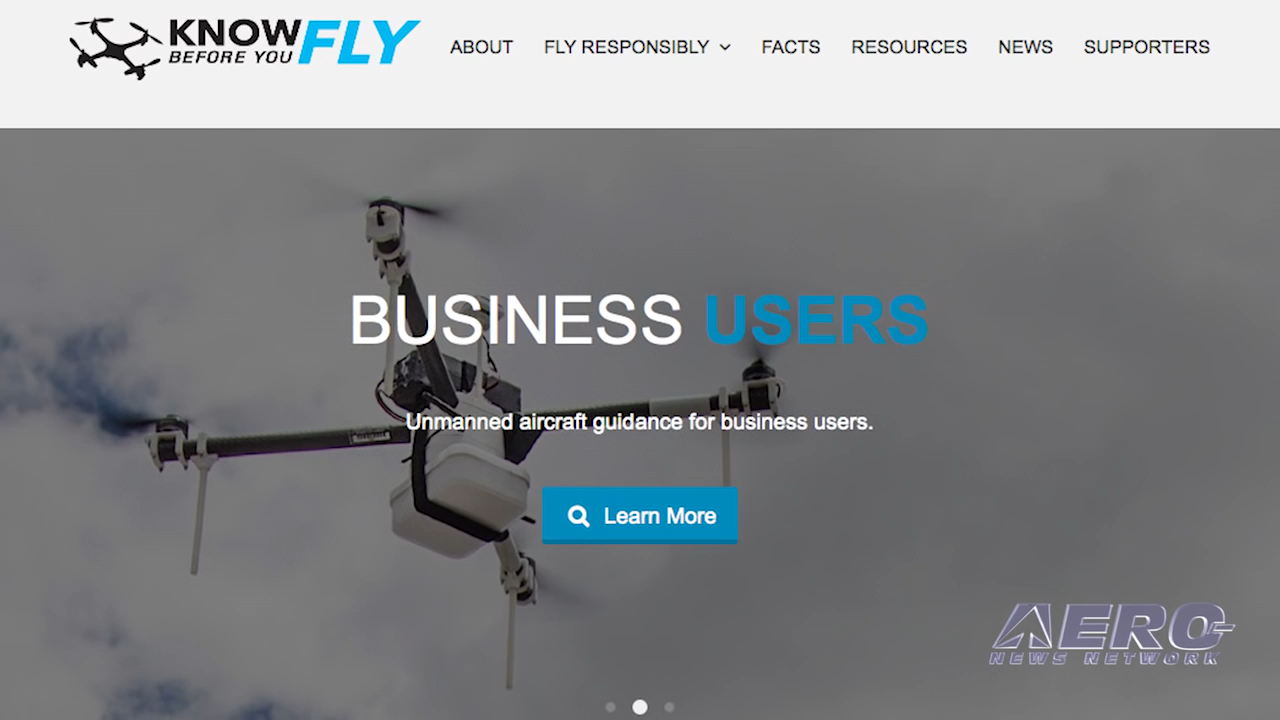 KNOW
BEFORE YOU FLY
ABOUT
FLY RESPONSIBLY
FACTS
RESOURCES
NEWS
SUPPORTERS
BUSINESS USERS
Unmanned aircraft guidance for business users.
Learn More
AERO
NEWS NETWORK